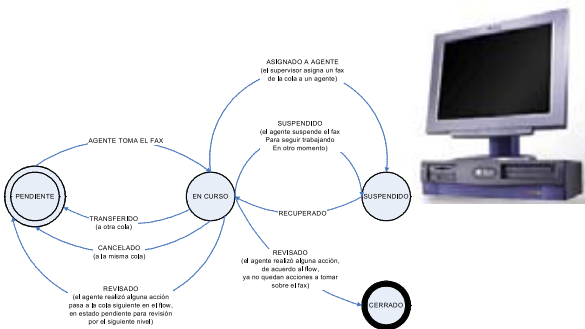 ASIGNADO A AGENTE
(el supervisor asigna un fax
de la cola a un agente)
SUSPENDIDO
(el agente suspende el fax
Para seguir trabajando
En otro momento)
AGENTE TOMA EL FAX
PENDIENTE
EN CURSO
SUSPENDIDO
TRANSFERIDO
(a otra cola)
RECUPERADO
CANCELADO
(a la misma cola)
REVISADO
(el agente realizó alguna acción,
de acuerdo al flow,
ya no quedan acciones a tomar
sobre el fax)
REVISADO
(el agente realizó alguna acción
pasa a la cola siguiente en el flow,
en estado pendiente para revisión
por el siguiente nivel)
CERRADO